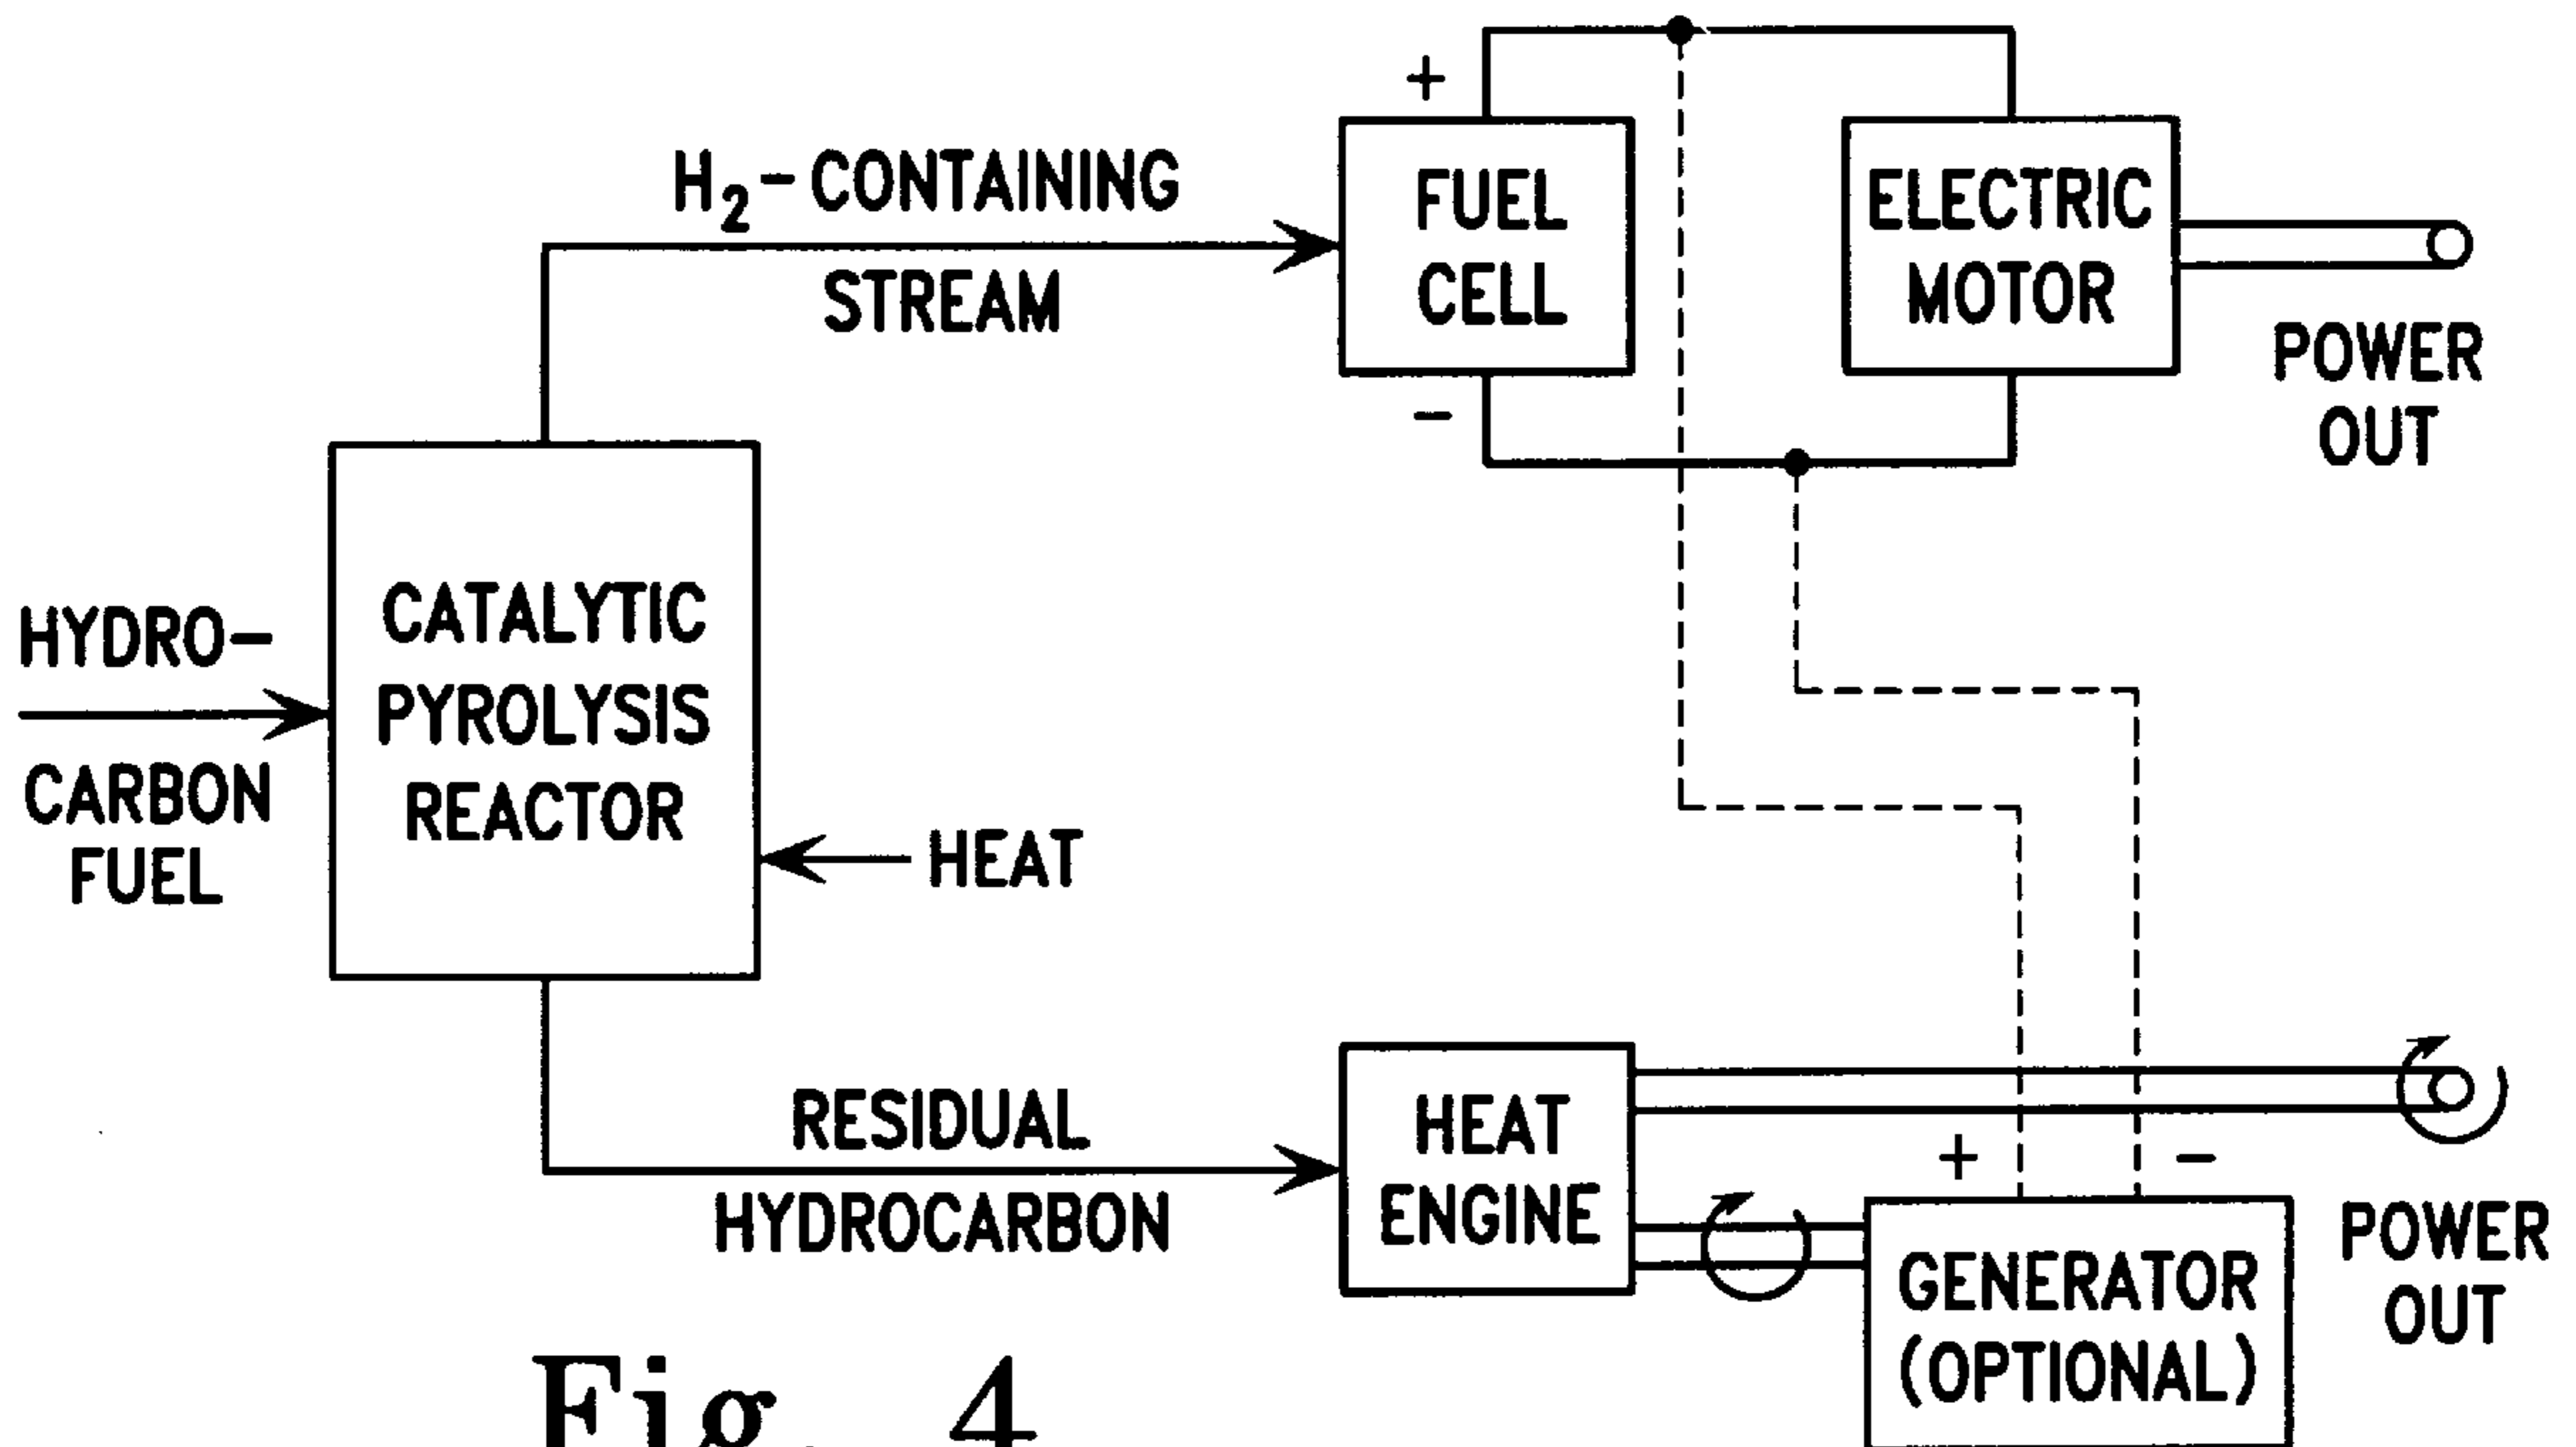 H2-CONTAINING
STREAM
+
FUEL
CELL
-
ELECTRIC
MOTOR
POWER
OUT
HYDRO-
CARBON
FUEL
CATALYTIC
PYROLYSIS
REACTOR
HEAT
RESIDUAL
HYDROCARBON
HEAT
ENGINE
+
-
GENERATOR
(OPTIONAL)
POWER
OUT
Fig. 4